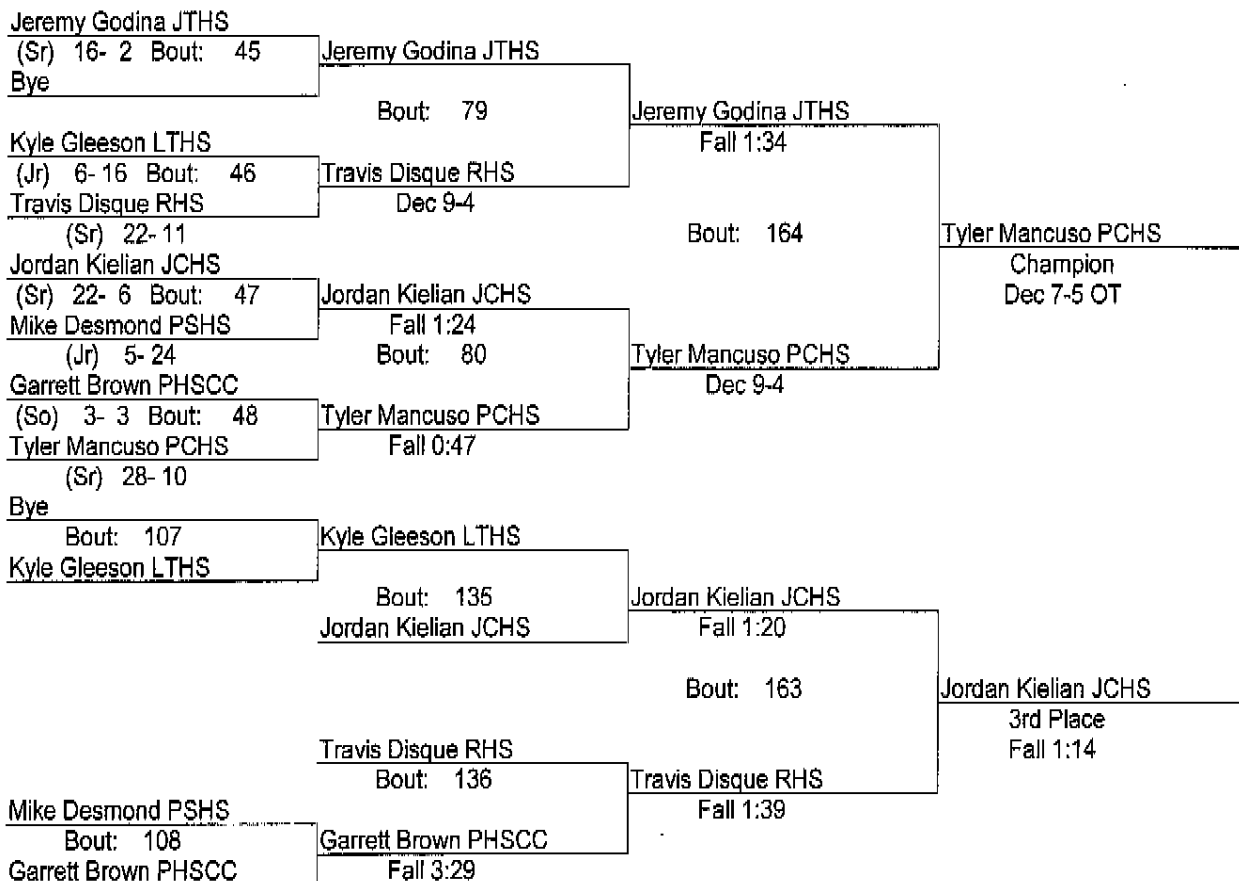 Jeremy Godina JTHS
(Sr) 16- 2 Bout: 45
Jeremy Godina JTHS
Bye
Bout: 79
Jeremy Godina JTHS
Kyle Gleeson LTHS
Fall 1:34
(Jr) 6- 16 Bout: 46
Travis Disque RHS
Travis Disque RHS
Dec 9-4
(Sr) 22- 11
Bout: 164
Tyler Mancuso PCHS
Jordan Kielian JCHS
Champion
(Sr) 22- 6 Bout: 47
Jordan Kielian JCHS
Dec 7-5 OT
Mike Desmond PSHS
Fall 1:24
(Jr) 5- 24
Bout: 80
Tyler Mancuso PCHS
Garrett Brown PHSCC
Dec 9-4
(So) 3- 3 Bout: 48
Tyler Mancuso PCHS
Tyler Mancuso PCHS
Fall 0:47
(Sr) 28- 10
Bye
Bout: 107
Kyle Gleeson LTHS
Kyle Gleeson LTHS
Bout: 135
Jordan Kielian JCHS
Jordan Kielian JCHS
Fall 1:20
Bout: 163
Jordan Kielian JCHS
3rd Place
Travis Disque RHS
Fall 1:14
Bout: 136
Travis Disque RHS
Mike Desmond PSHS
Fall 1:39
Bout: 108
Garrett Brown PHSCC
Garrett Brown PHSCC
Fall 3:29